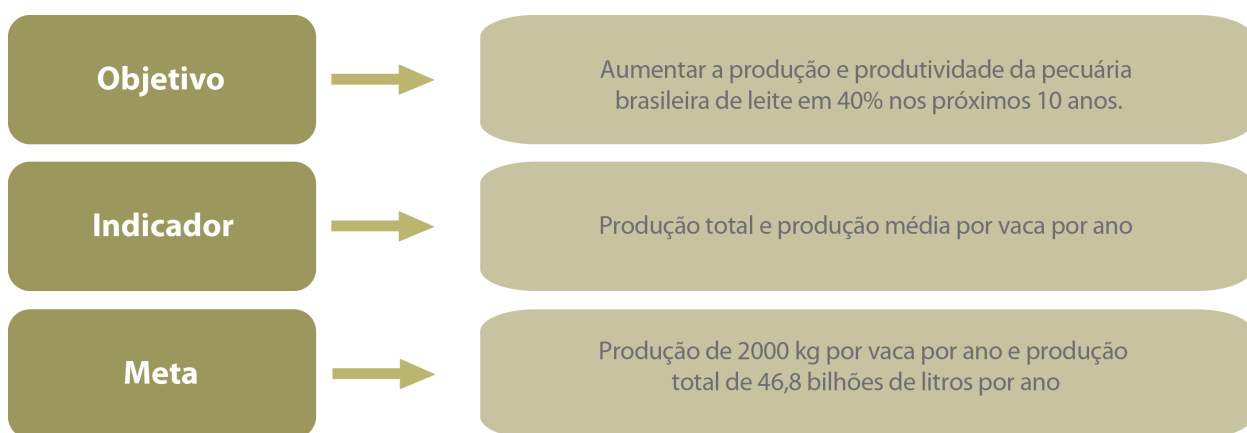 Objetivo
Aumentar a produção e produtividade da pecuária
brasileira de leite em 40% nos próximos 10 anos.
Indicador
Produção total e produção média por vaca por ano
Meta
Produção de 2000 kg por vaca por ano e produção
total de 46,8 bilhões de litros por ano